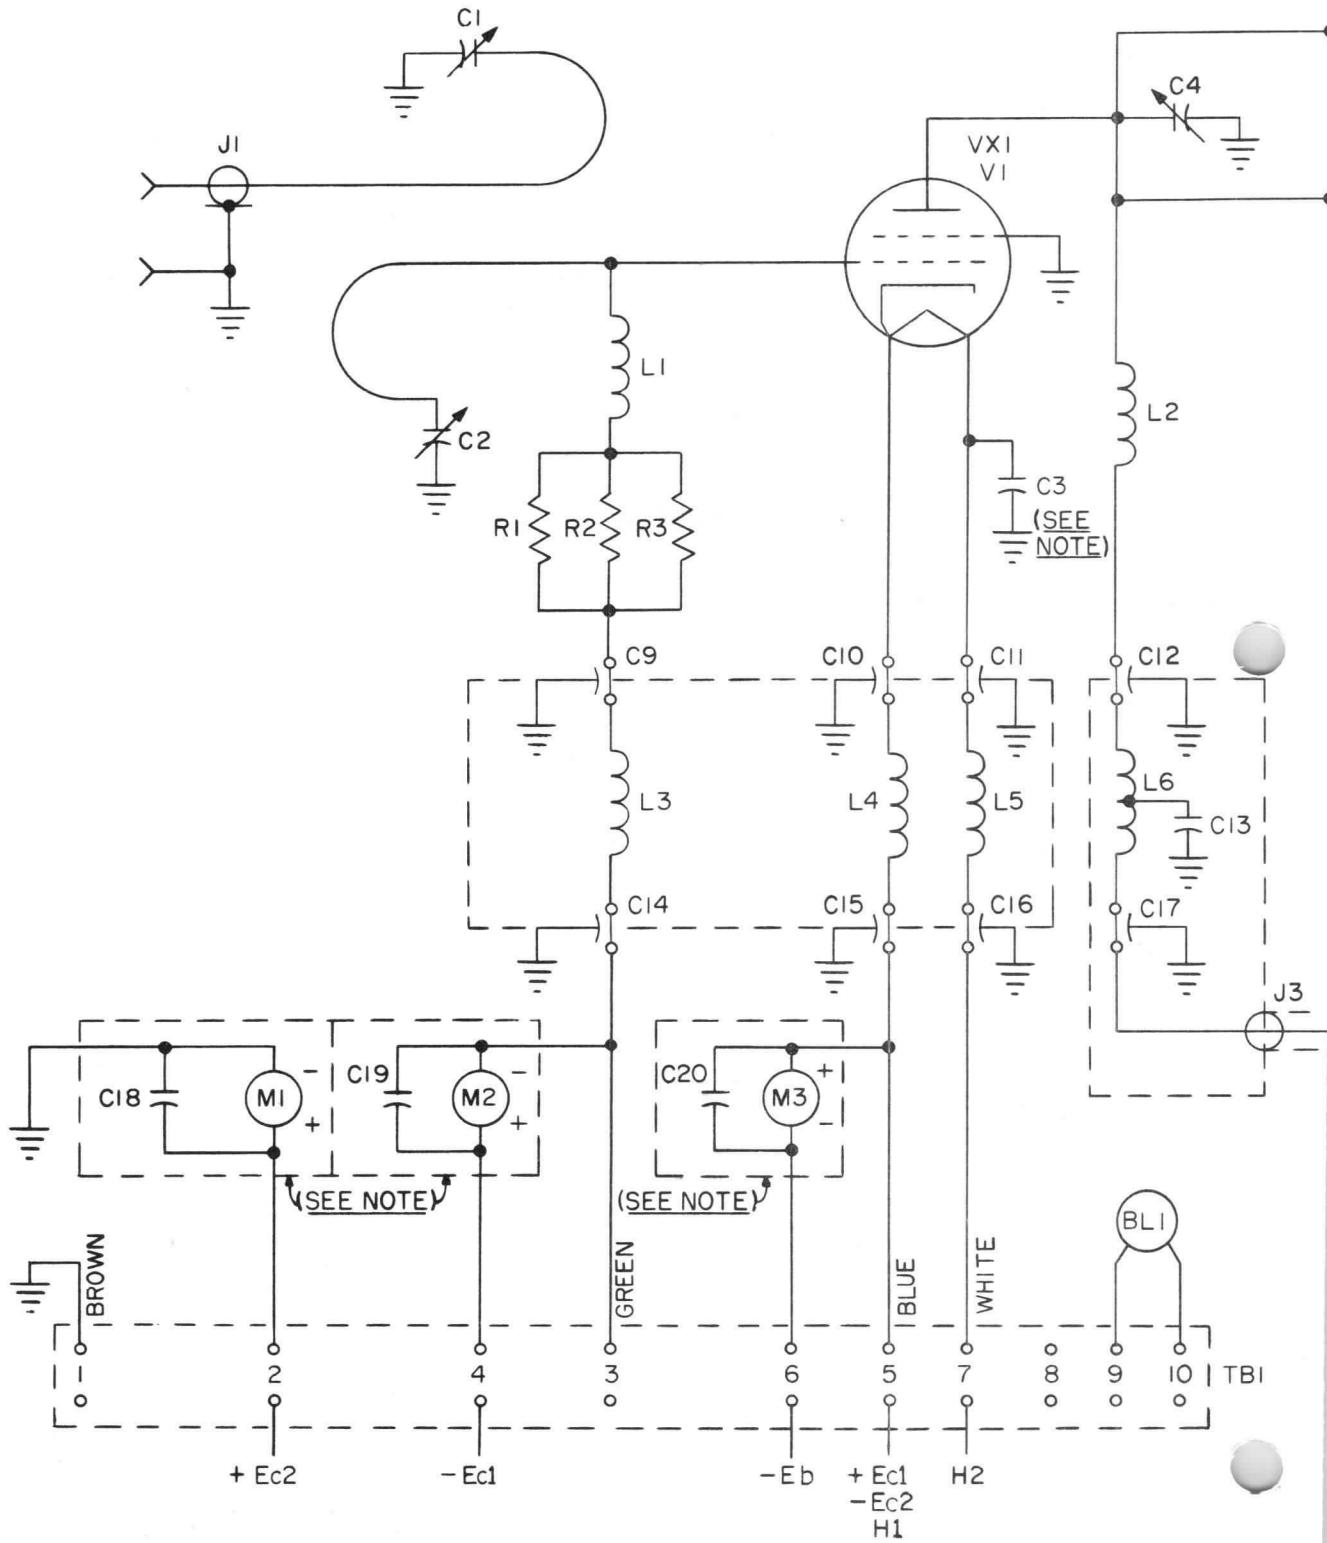 C1
C4
J1
VX1
V1
L1
L2
C2
C3
(SEE
NOTE)
R1
R2
R3
C9
C10
C11
C12
L3
L4
L5
L6
C13
C14
C15
C16
C17
J3
C18
M1
-
+
C19
M2
-
+
C20
M3
+
-
(SEE NOTE)
(SEE NOTE)
BL1
BROWN
GREEN
BLUE
WHITE
1
2
4
3
6
5
7
8
9
10
TB1
+ Ec2
- Ec1
- Eb
+ Ec1
- Ec2
H1
H2